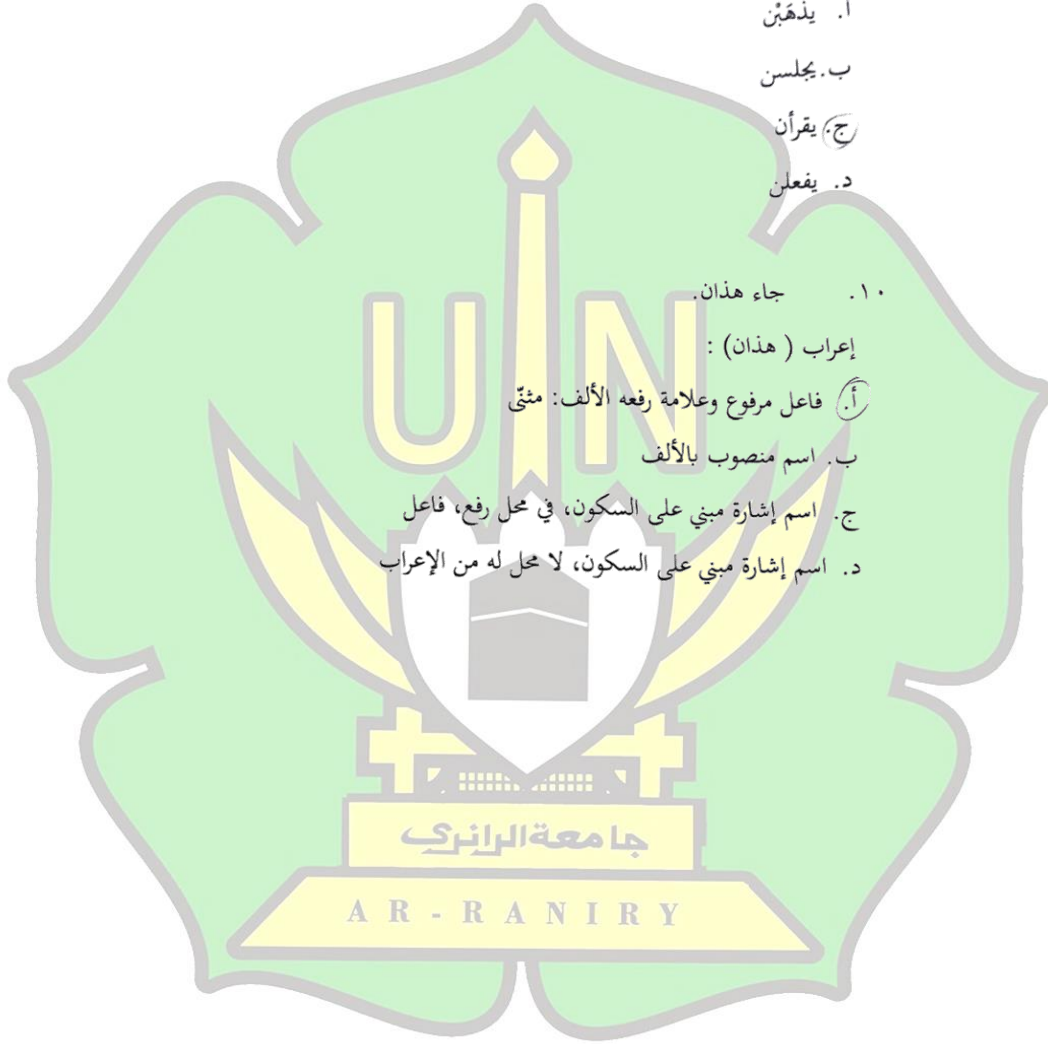 أ. يذْهَبْن
ب. يجلسن
ج. يقرأن
د. يفعلن
١٠. جاء هذان.
إعراب ( هذان) :
أ. فاعل مرفوع وعلامة رفعه الألف: مثنّى
ب. اسم منصوب بالألف
ج. اسم إشارة مبني على السكون، في محل رفع، فاعل
د. اسم إشارة مبني على السكون، لا محل له من الإعراب
UIN
جامعة الرانري
AR-RANIRY